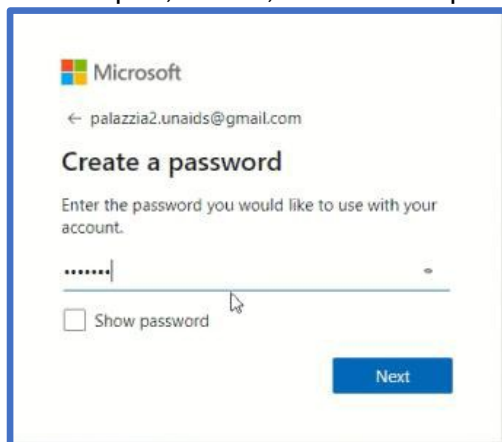 Microsoft
← palazzia2.unaids@gmail.com
Create a password
Enter the password you would like to use with your
account.
•••••••
Show password
Next